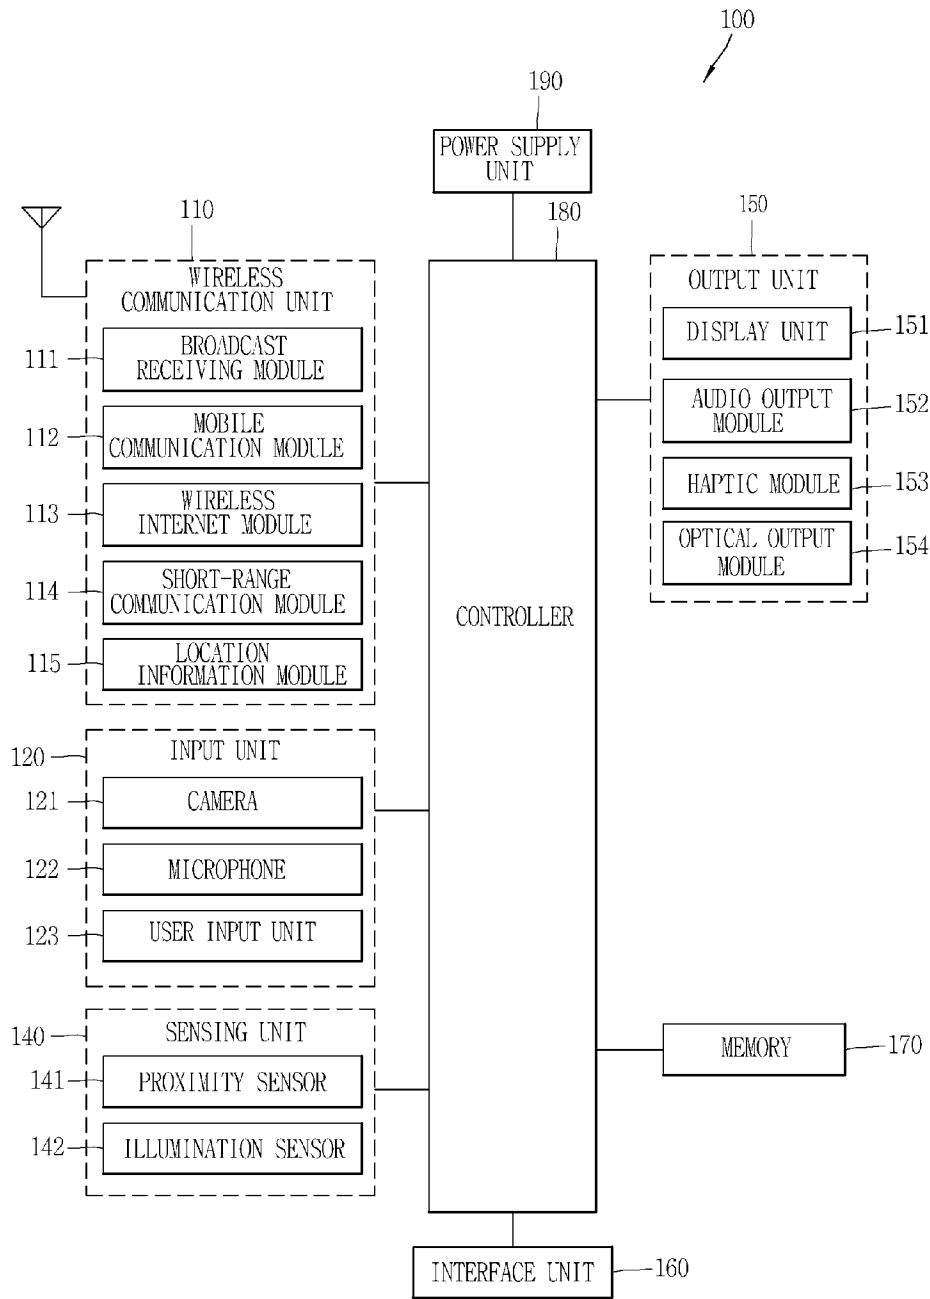 100
190
POWER SUPPLY
UNIT
110
180
150
WIRELESS
COMMUNICATION UNIT
111
BROADCAST
RECEIVING MODULE
112
MOBILE
COMMUNICATION MODULE
113
WIRELESS
INTERNET MODULE
114
SHORT-RANGE
COMMUNICATION MODULE
115
LOCATION
INFORMATION MODULE
120
INPUT UNIT
121
CAMERA
122
MICROPHONE
123
USER INPUT UNIT
140
SENSING UNIT
141
PROXIMITY SENSOR
142
ILLUMINATION SENSOR
CONTROLLER
OUTPUT UNIT
DISPLAY UNIT
151
AUDIO OUTPUT
MODULE
152
HAPTIC MODULE
153
OPTICAL OUTPUT
MODULE
154
MEMORY
170
INTERFACE UNIT
160